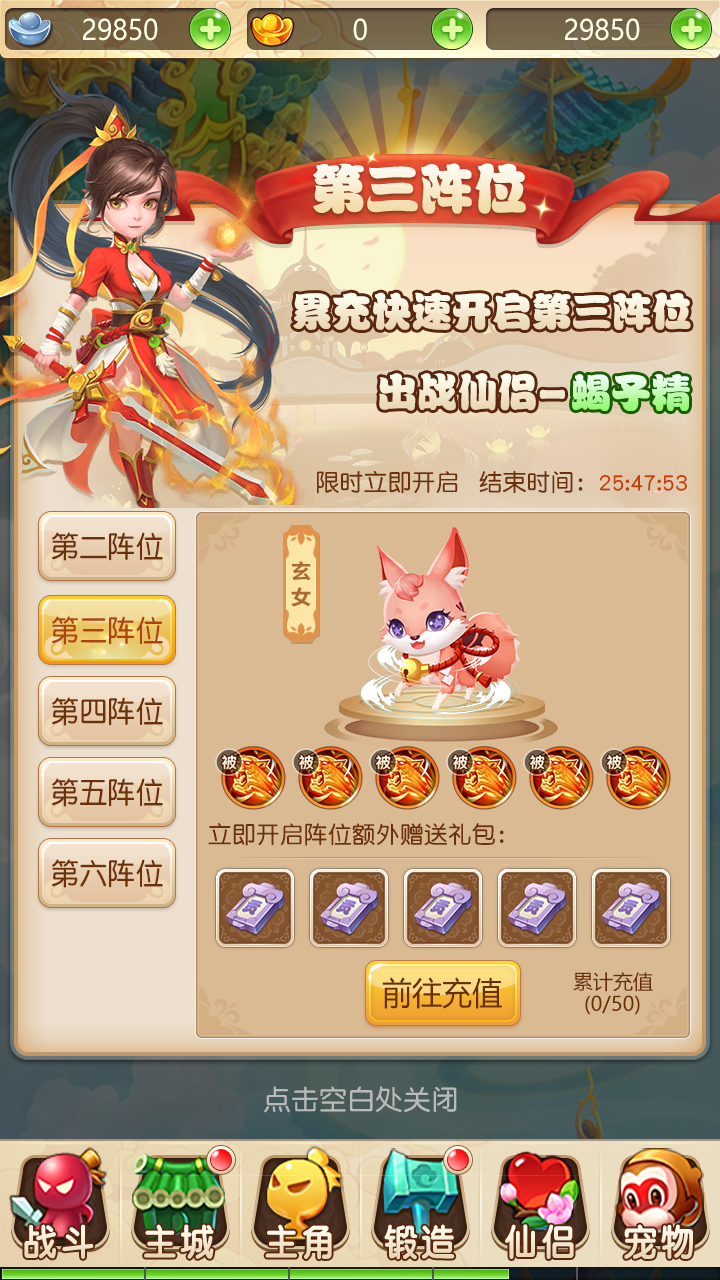 29850 0 29850
第三阵位
累充快速开启第三阵位
出战仙侣-蝎子精
限时立即开启 结束时间：25:47:53
第二阵位
第三阵位
第四阵位
第五阵位
第六阵位
玄女
被 被 被 被 被 被
立即开启阵位额外赠送礼包：
前往充值
累计充值
(0/50)
点击空白处关闭
战斗 主城 主角 锻造 仙侣 宠物